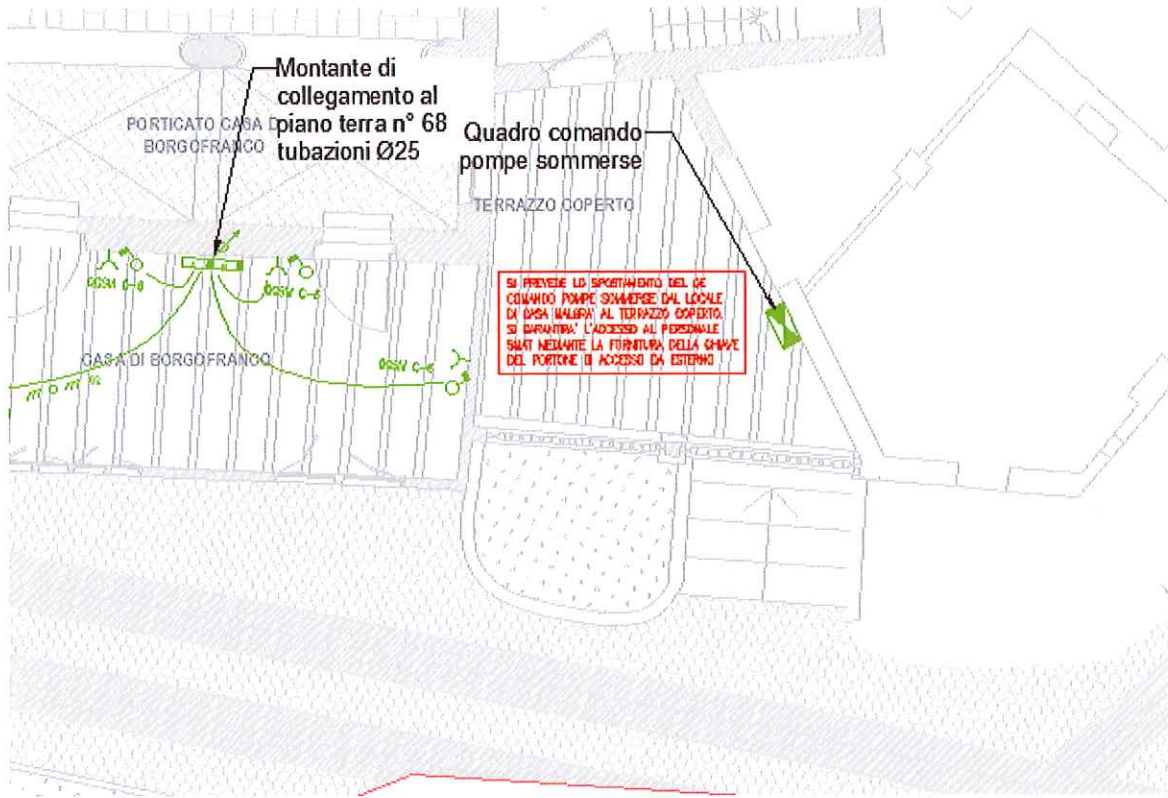 Montante di
collegamento al
piano terra n° 68
tubazioni Ø25
PORTICATO CASA D
BORGOFRANCO
Quadro comando
pompe sommerse
TERRAZZO COPERTO
SI PREVEDE LO SPOSTAMENTO DEL QE
COMANDO POMPE SOMMERSE DAL LOCALE
DI CASA MALGRA' AL TERRAZZO COPERTO.
SI GARANTIRA' L'ACCESSO AL PERSONALE
SMAT MEDIANTE LA FORNITURA DELLA CHIAVE
DEL PORTONE DI ACCESSO DA ESTERNO
CASA DI BORGOFRANCO